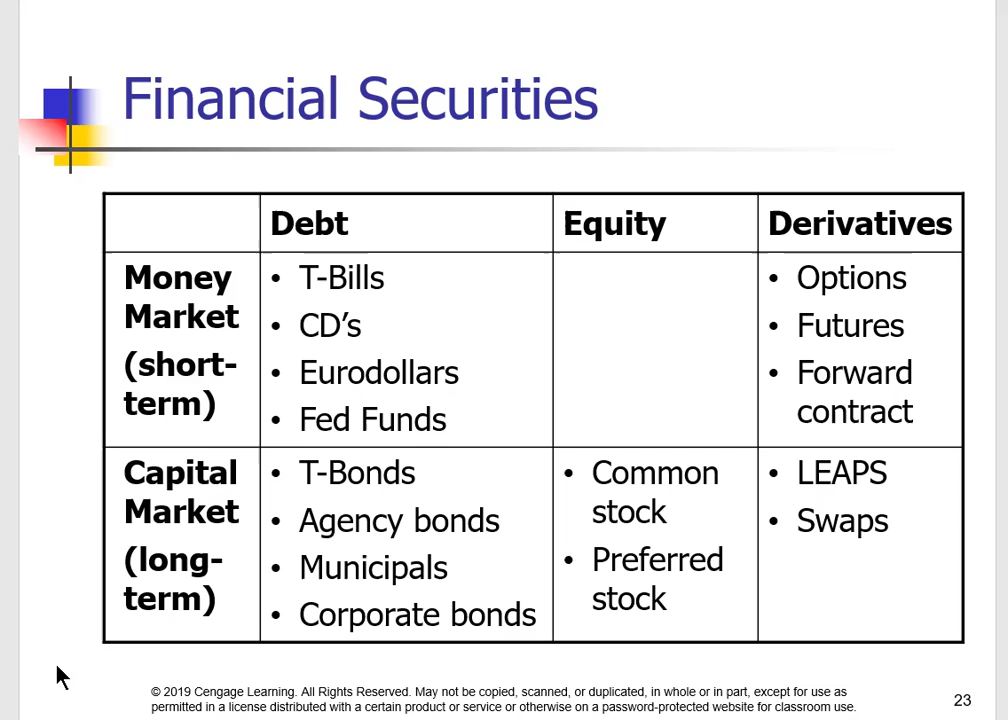 Financial Securities
Debt
Equity
Derivatives
Money
Market
(short-
term)
• T-Bills
• CD’s
• Eurodollars
• Fed Funds
• Options
• Futures
• Forward
contract
Capital
Market
(long-
term)
• T-Bonds
• Agency bonds
• Municipals
• Corporate bonds
• Common
stock
• Preferred
stock
• LEAPS
• Swaps
© 2019 Cengage Learning. All Rights Reserved. May not be copied, scanned, or duplicated, in whole or in part, except for use as
permitted in a license distributed with a certain product or service or otherwise on a password-protected website for classroom use.
23